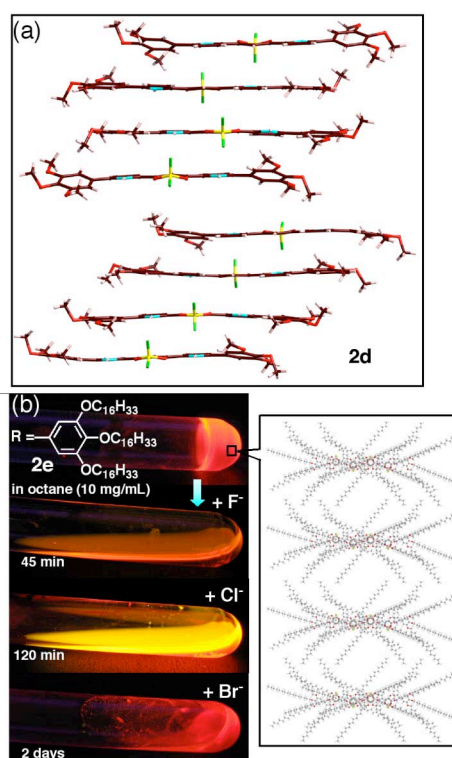 (a)
2d
(b)
OC₁₆H₃₃
R =
OC₁₆H₃₃
OC₁₆H₃₃
2e
in octane (10 mg/mL)
+ F⁻
45 min
+ Cl⁻
120 min
+ Br⁻
2 days